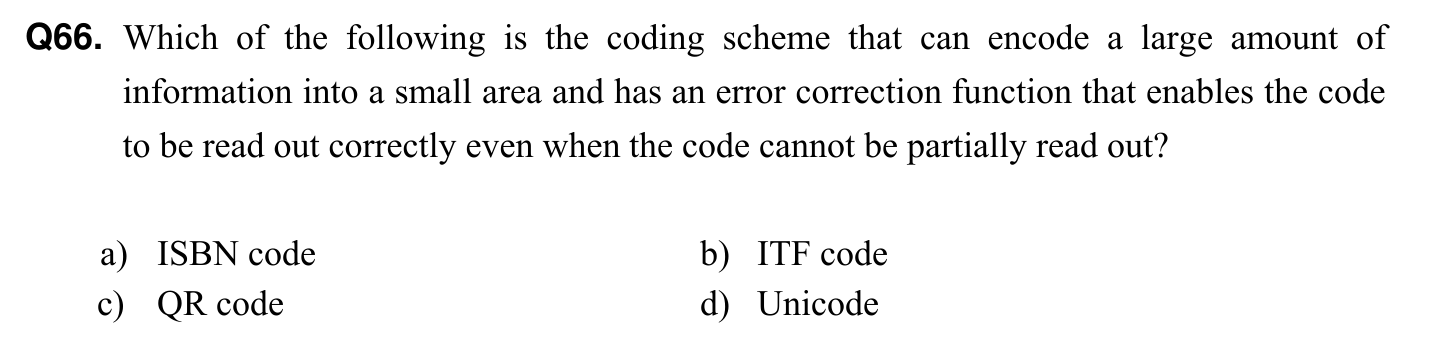 Q66. Which of the following is the coding scheme that can encode a large amount of
information into a small area and has an error correction function that enables the code
to be read out correctly even when the code cannot be partially read out?
a) ISBN code b) ITF code
c) QR code d) Unicode